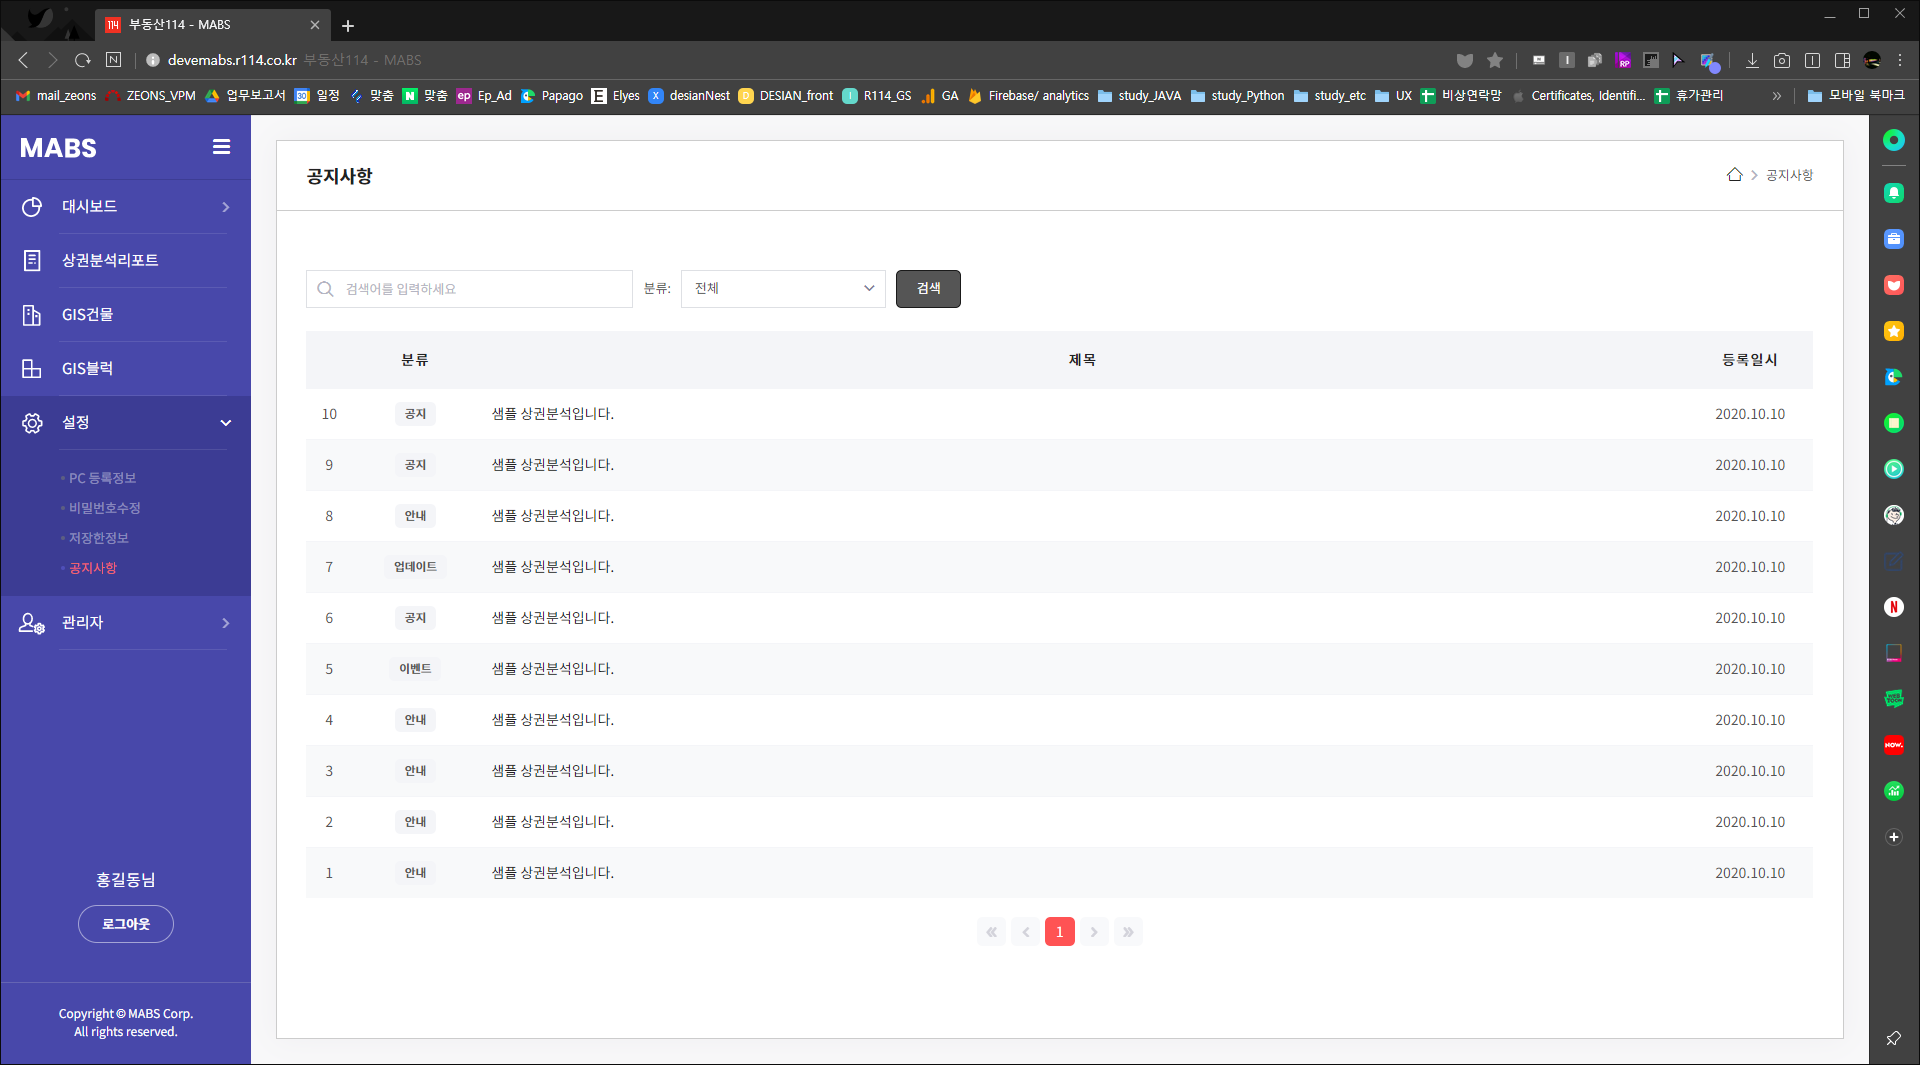 부동산114 - MABS
devemabs.r114.co.kr 부동산114 - MABS
mail_zeons ZEONS_VPM 업무보고서 일정 맞춤 맞춤 Ep_Ad Papago Elyes desianNest DESIAN_front R114_GS GA Firebase/ analytics study_JAVA study_Python study_etc UX 비상연락망 Certificates, Identifi... 휴가관리 » 모바일 북마크
MABS
대시보드
상권분석리포트
GIS건물
GIS블럭
설정
PC 등록정보
비밀번호수정
저장한정보
공지사항
관리자
홍길동님
로그아웃
Copyright © MABS Corp.
All rights reserved.
공지사항
공지사항
검색어를 입력하세요 분류: 전체 검색
분류 제목 등록일시
10 공지 샘플 상권분석입니다. 2020.10.10
9 공지 샘플 상권분석입니다. 2020.10.10
8 안내 샘플 상권분석입니다. 2020.10.10
7 업데이트 샘플 상권분석입니다. 2020.10.10
6 공지 샘플 상권분석입니다. 2020.10.10
5 이벤트 샘플 상권분석입니다. 2020.10.10
4 안내 샘플 상권분석입니다. 2020.10.10
3 안내 샘플 상권분석입니다. 2020.10.10
2 안내 샘플 상권분석입니다. 2020.10.10
1 안내 샘플 상권분석입니다. 2020.10.10
« ‹ 1 › »